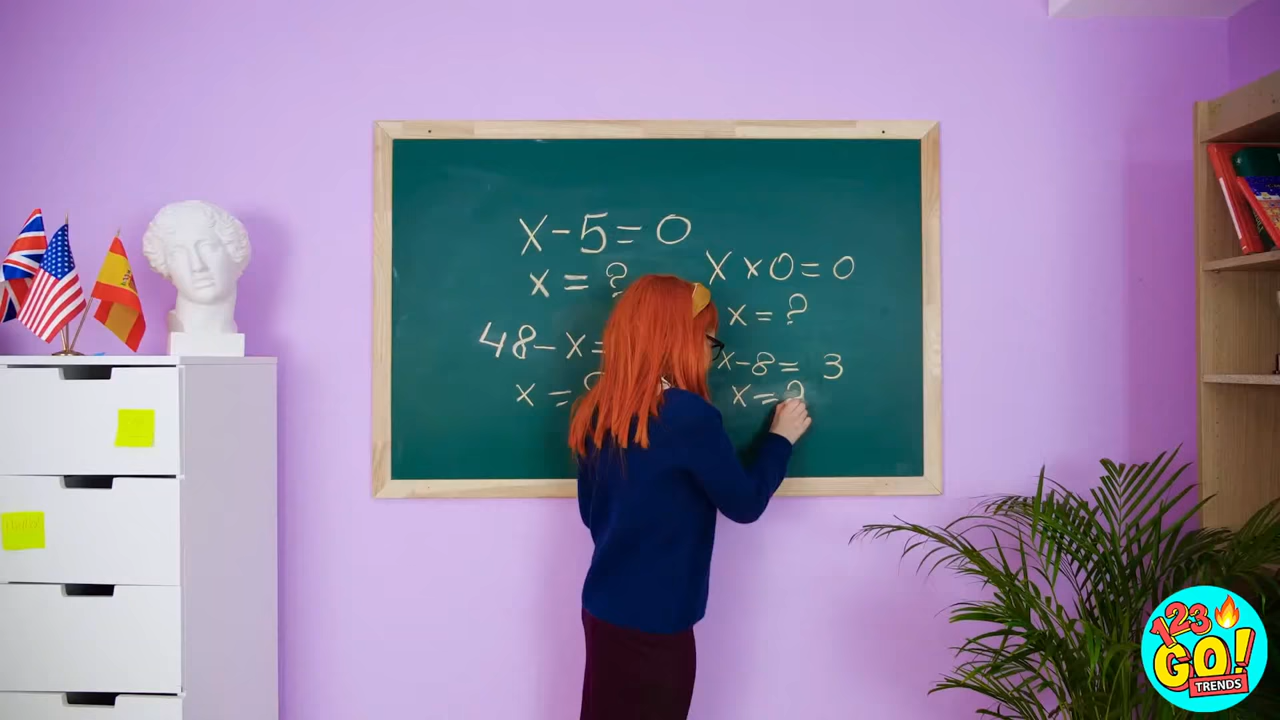 x-5=0
x=?
48-x=
x=
X x 0=0
x=?
x-8= 3
x=?
123
GO!
TRENDS